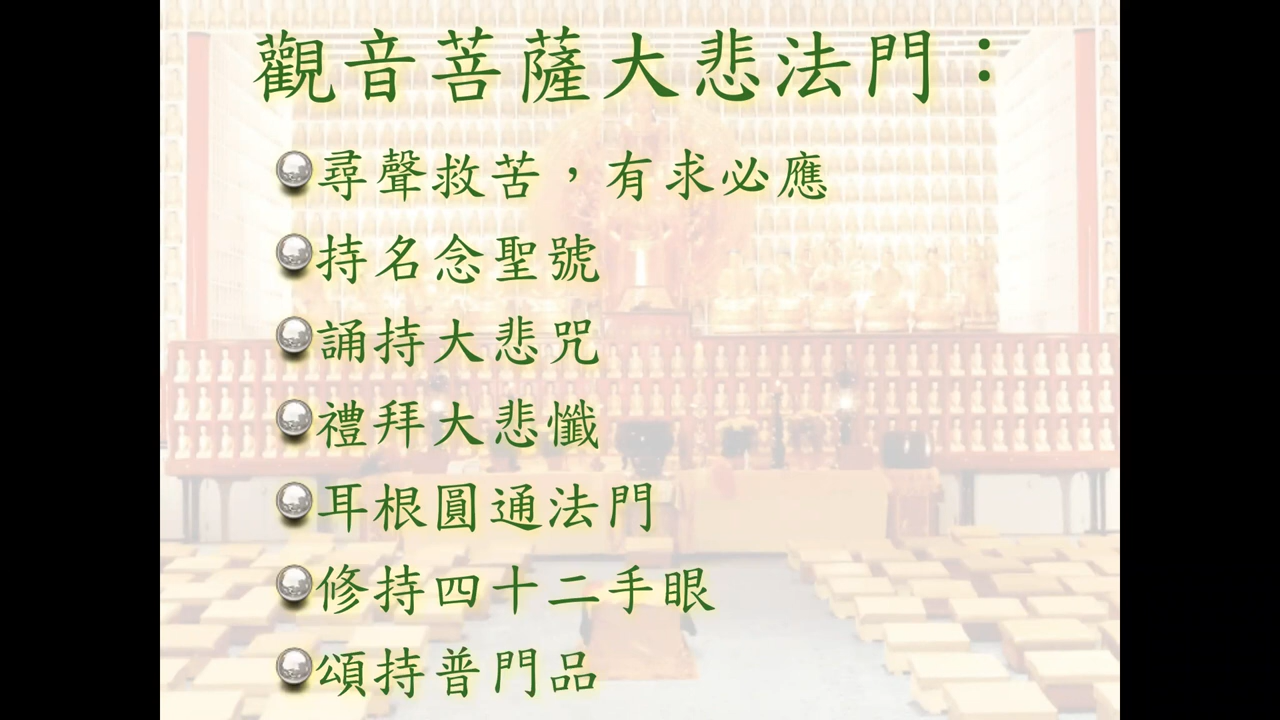 觀音菩薩大悲法門：
尋聲救苦，有求必應
持名念聖號
誦持大悲咒
禮拜大悲懺
耳根圓通法門
修持四十二手眼
頌持普門品